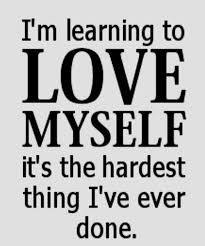 I'm learning to
LOVE
MYSELF
it's the hardest
thing I've ever
done.